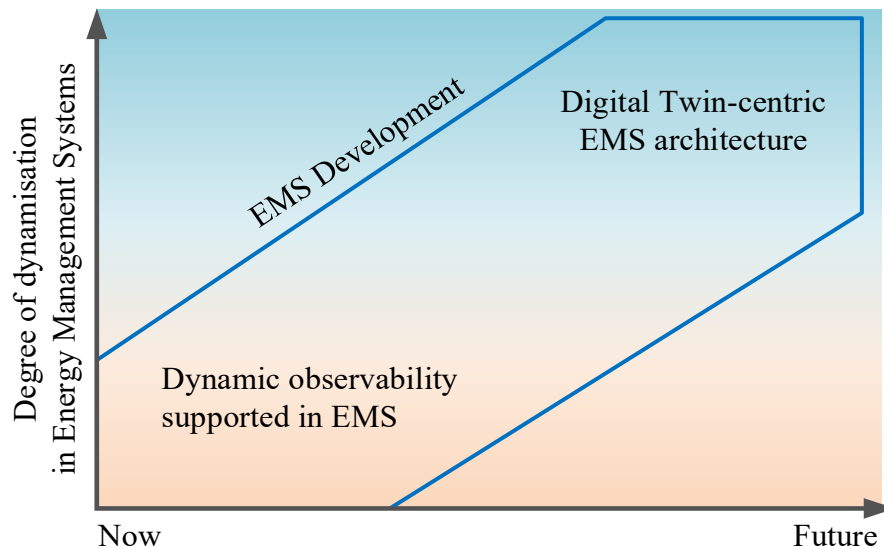 Degree of dynamisation
in Energy Management Systems
EMS Development
Digital Twin-centric
EMS architecture
Dynamic observability
supported in EMS
Now
Future